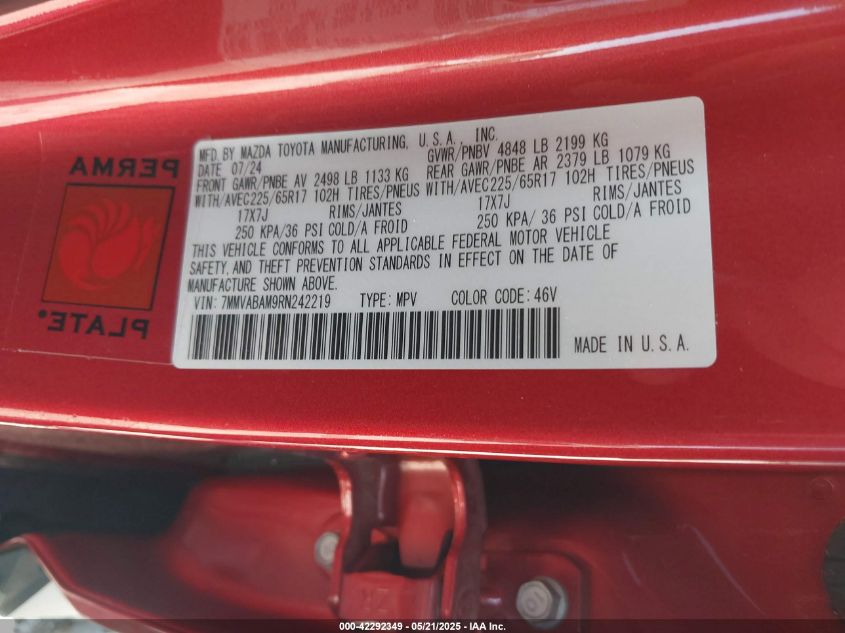 MFD. BY MAZDA TOYOTA MANUFACTURING, U.S.A., INC.
DATE 07/24 GVWR/PNBV 4848 LB 2199 KG
FRONT GAWR/PNBE AV 2498 LB 1133 KG REAR GAWR/PNBE AR 2379 LB 1079 KG
WITH/AVEC225/65R17 102H TIRES/PNEUS WITH/AVEC225/65R17 102H TIRES/PNEUS
17X7J RIMS/JANTES 17X7J RIMS/JANTES
250 KPA/36 PSI COLD/A FROID 250 KPA/ 36 PSI COLD/A FROID
THIS VEHICLE CONFORMS TO ALL APPLICABLE FEDERAL MOTOR VEHICLE
SAFETY, AND THEFT PREVENTION STANDARDS IN EFFECT ON THE DATE OF
MANUFACTURE SHOWN ABOVE.
VIN: 7MMVABAM9RN242219 TYPE: MPV COLOR CODE: 46V
MADE IN U.S.A.
PERMA
PLATE®
000-42292349 - 05/21/2025 - IAA Inc.